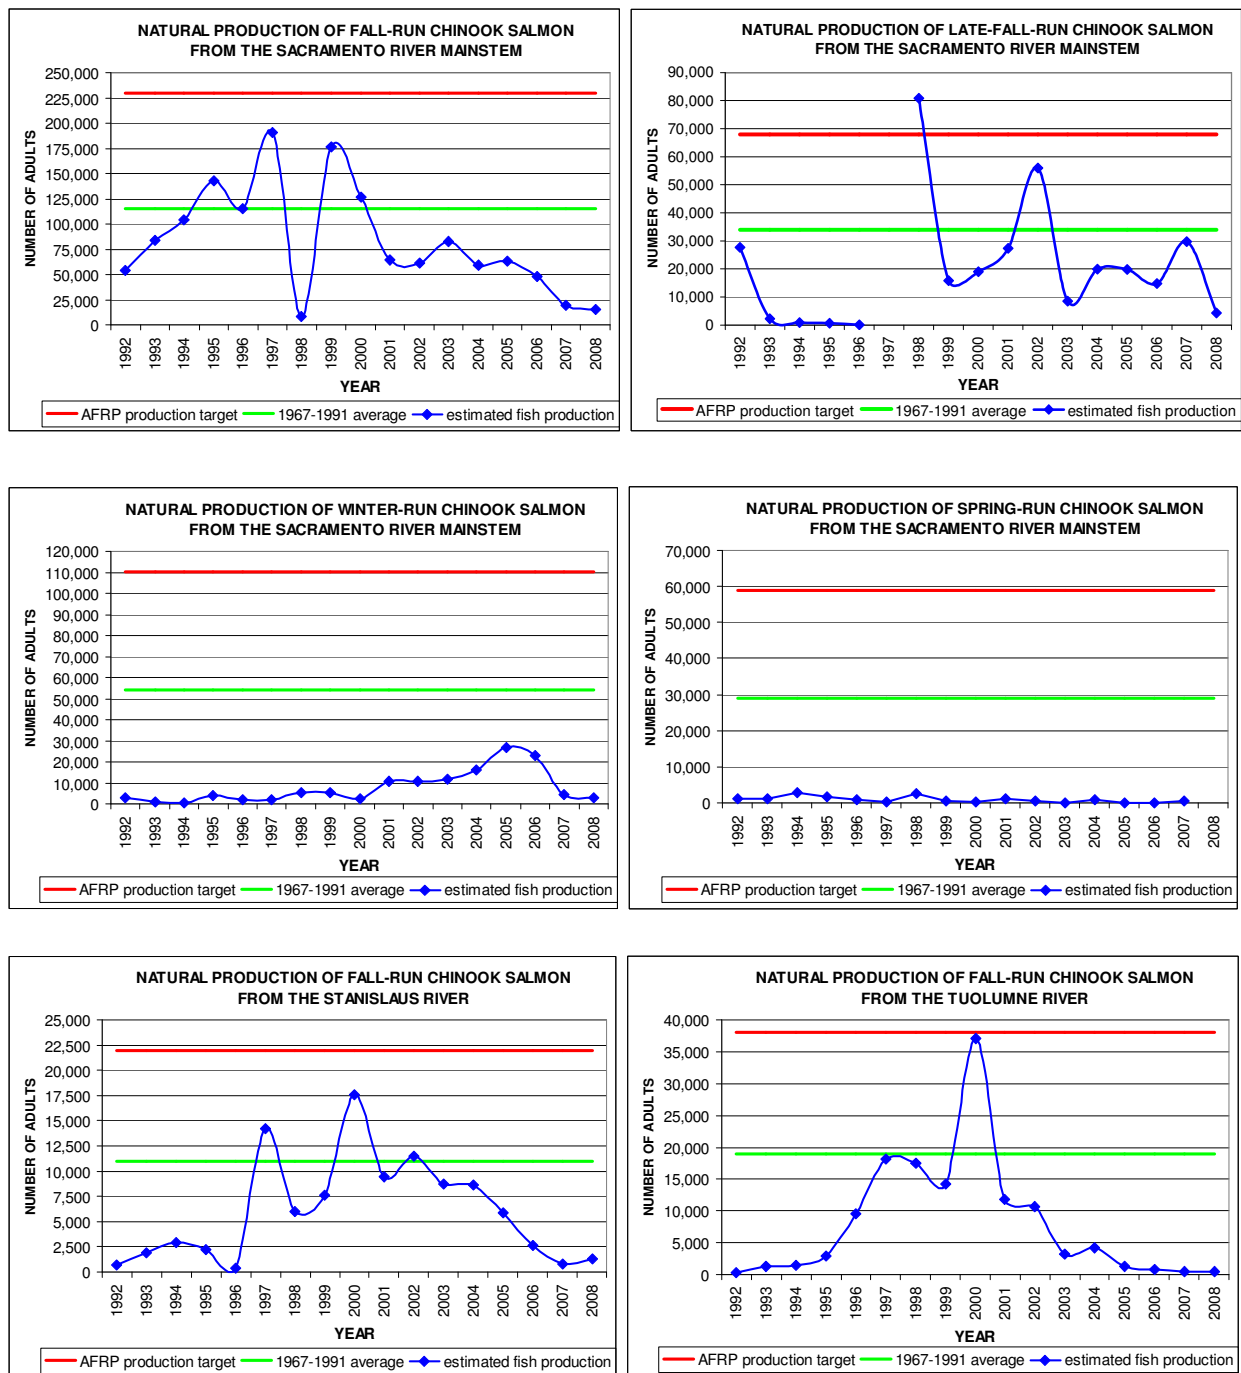 NATURAL PRODUCTION OF FALL-RUN CHINOOK SALMON
FROM THE SACRAMENTO RIVER MAINSTEM
250,000
225,000
200,000
175,000
150,000
125,000
100,000
75,000
50,000
25,000
0
NUMBER OF ADULTS
1992 1993 1994 1995 1996 1997 1998 1999 2000 2001 2002 2003 2004 2005 2006 2007 2008
YEAR
AFRP production target 1967-1991 average estimated fish production
NATURAL PRODUCTION OF LATE-FALL-RUN CHINOOK SALMON
FROM THE SACRAMENTO RIVER MAINSTEM
90,000
80,000
70,000
60,000
50,000
40,000
30,000
20,000
10,000
0
NUMBER OF ADULTS
1992 1993 1994 1995 1996 1997 1998 1999 2000 2001 2002 2003 2004 2005 2006 2007 2008
YEAR
AFRP production target 1967-1991 average estimated fish production
NATURAL PRODUCTION OF WINTER-RUN CHINOOK SALMON
FROM THE SACRAMENTO RIVER MAINSTEM
120,000
110,000
100,000
90,000
80,000
70,000
60,000
50,000
40,000
30,000
20,000
10,000
0
NUMBER OF ADULTS
1992 1993 1994 1995 1996 1997 1998 1999 2000 2001 2002 2003 2004 2005 2006 2007 2008
YEAR
AFRP production target 1967-1991 average estimated fish production
NATURAL PRODUCTION OF SPRING-RUN CHINOOK SALMON
FROM THE SACRAMENTO RIVER MAINSTEM
70,000
60,000
50,000
40,000
30,000
20,000
10,000
0
NUMBER OF ADULTS
1992 1993 1994 1995 1996 1997 1998 1999 2000 2001 2002 2003 2004 2005 2006 2007 2008
YEAR
AFRP production target 1967-1991 average estimated fish production
NATURAL PRODUCTION OF FALL-RUN CHINOOK SALMON
FROM THE STANISLAUS RIVER
25,000
22,500
20,000
17,500
15,000
12,500
10,000
7,500
5,000
2,500
0
NUMBER OF ADULTS
1992 1993 1994 1995 1996 1997 1998 1999 2000 2001 2002 2003 2004 2005 2006 2007 2008
YEAR
AFRP production target 1967-1991 average estimated fish production
NATURAL PRODUCTION OF FALL-RUN CHINOOK SALMON
FROM THE TUOLUMNE RIVER
40,000
35,000
30,000
25,000
20,000
15,000
10,000
5,000
0
NUMBER OF ADULTS
1992 1993 1994 1995 1996 1997 1998 1999 2000 2001 2002 2003 2004 2005 2006 2007 2008
YEAR
AFRP production target 1967-1991 average estimated fish production